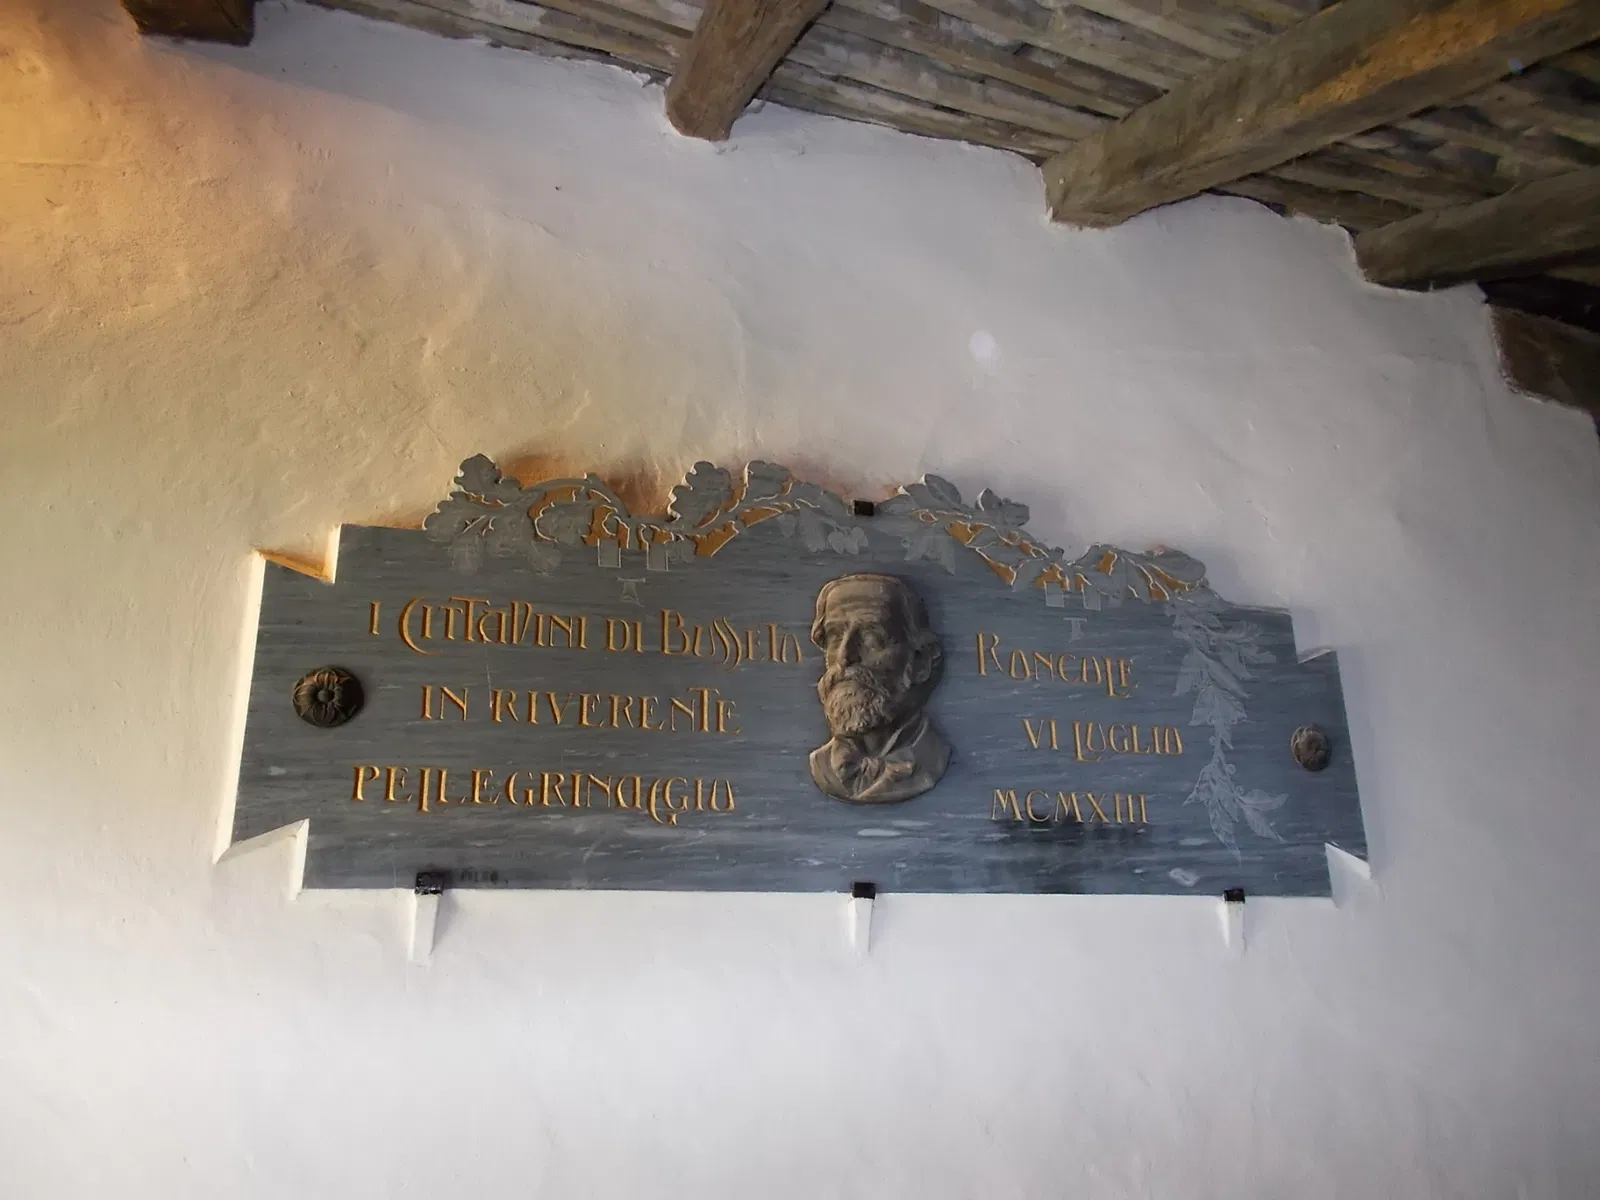 I CITTADINI DI BUSSETO
IN RIVERENTE
PELLEGRINAGGIO
RONCOLE
VI LUGLIO
MCMXIII